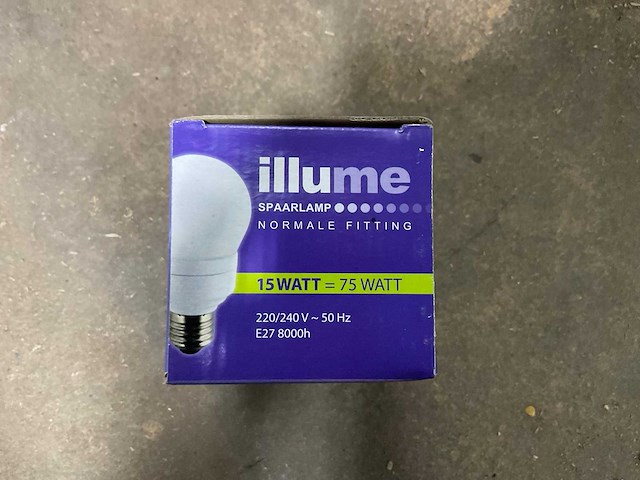 illume
SPAARLAMP
NORMALE FITTING
15 WATT = 75 WATT
220/240 V ~ 50 Hz
E27 8000h